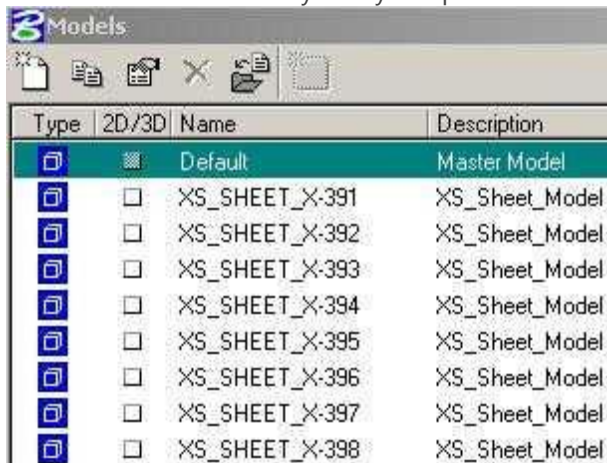 Models
Type 2D/3D Name Description
Default Master Model
XS_SHEET_X-391 XS_Sheet_Model
XS_SHEET_X-392 XS_Sheet_Model
XS_SHEET_X-393 XS_Sheet_Model
XS_SHEET_X-394 XS_Sheet_Model
XS_SHEET_X-395 XS_Sheet_Model
XS_SHEET_X-396 XS_Sheet_Model
XS_SHEET_X-397 XS_Sheet_Model
XS_SHEET_X-398 XS_Sheet_Model